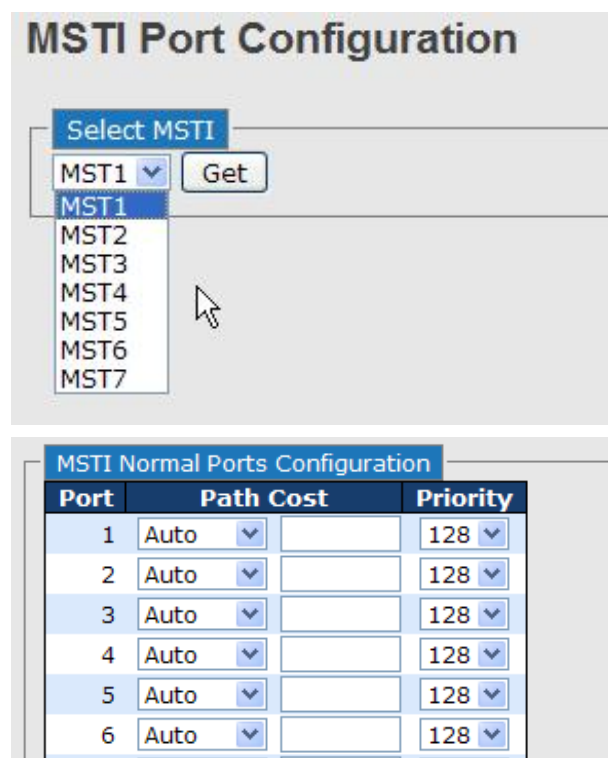 MSTI Port Configuration
Select MSTI
MST1 Get
MST1
MST2
MST3
MST4
MST5
MST6
MST7
MSTI Normal Ports Configuration
Port Path Cost Priority
1 Auto 128
2 Auto 128
3 Auto 128
4 Auto 128
5 Auto 128
6 Auto 128